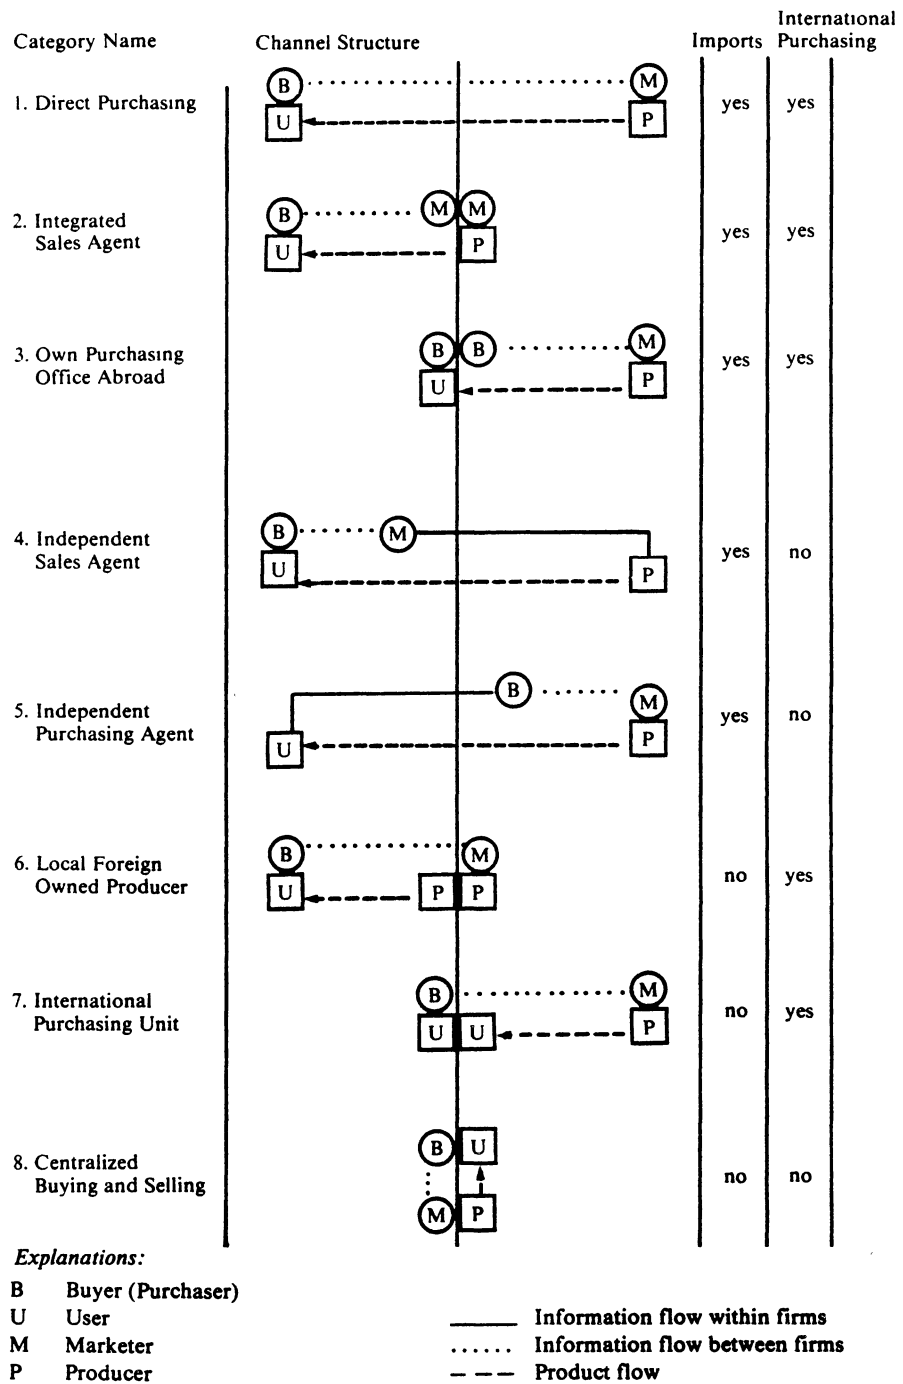 International
Category Name Channel Structure Imports Purchasing
B M
1. Direct Purchasing yes yes
U P
2. Integrated B M M
Sales Agent U P yes yes
3. Own Purchasing B B M
Office Abroad U P yes yes
4. Independent B M
Sales Agent U P yes no
B M
5. Independent yes no
Purchasing Agent U P
B M
6. Local Foreign no yes
Owned Producer U P P
7. International B M
Purchasing Unit U U P no yes
B U
8. Centralized no no
Buying and Selling
M P
Explanations:
B Buyer (Purchaser)
U User Information flow within firms
M Marketer Information flow between firms
P Producer Product flow